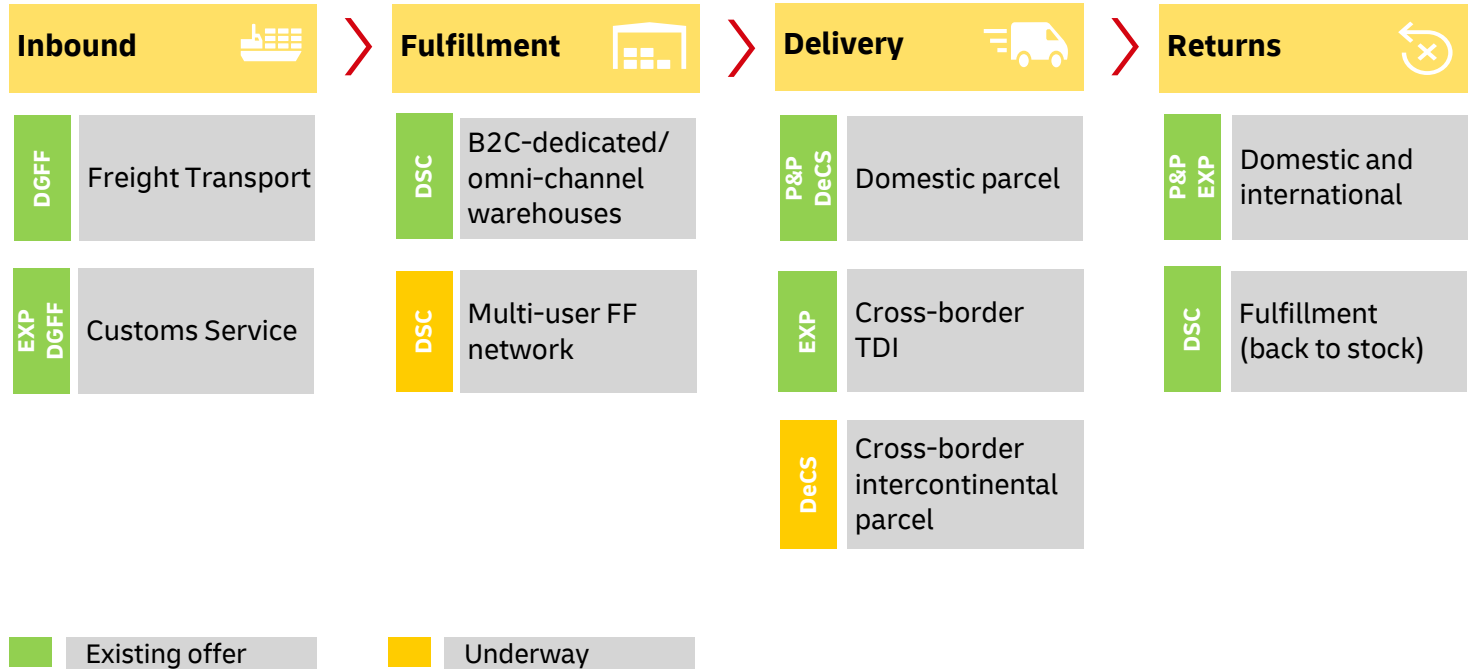 Inbound
Fulfillment
Delivery
Returns
DGFF
Freight Transport
EXP
DGFF
Customs Service
DSC
B2C-dedicated/
omni-channel
warehouses
DSC
Multi-user FF
network
P&P
DeCS
Domestic parcel
EXP
Cross-border
TDI
DeCS
Cross-border
intercontinental
parcel
P&P
EXP
Domestic and
international
DSC
Fulfillment
(back to stock)
Existing offer
Underway